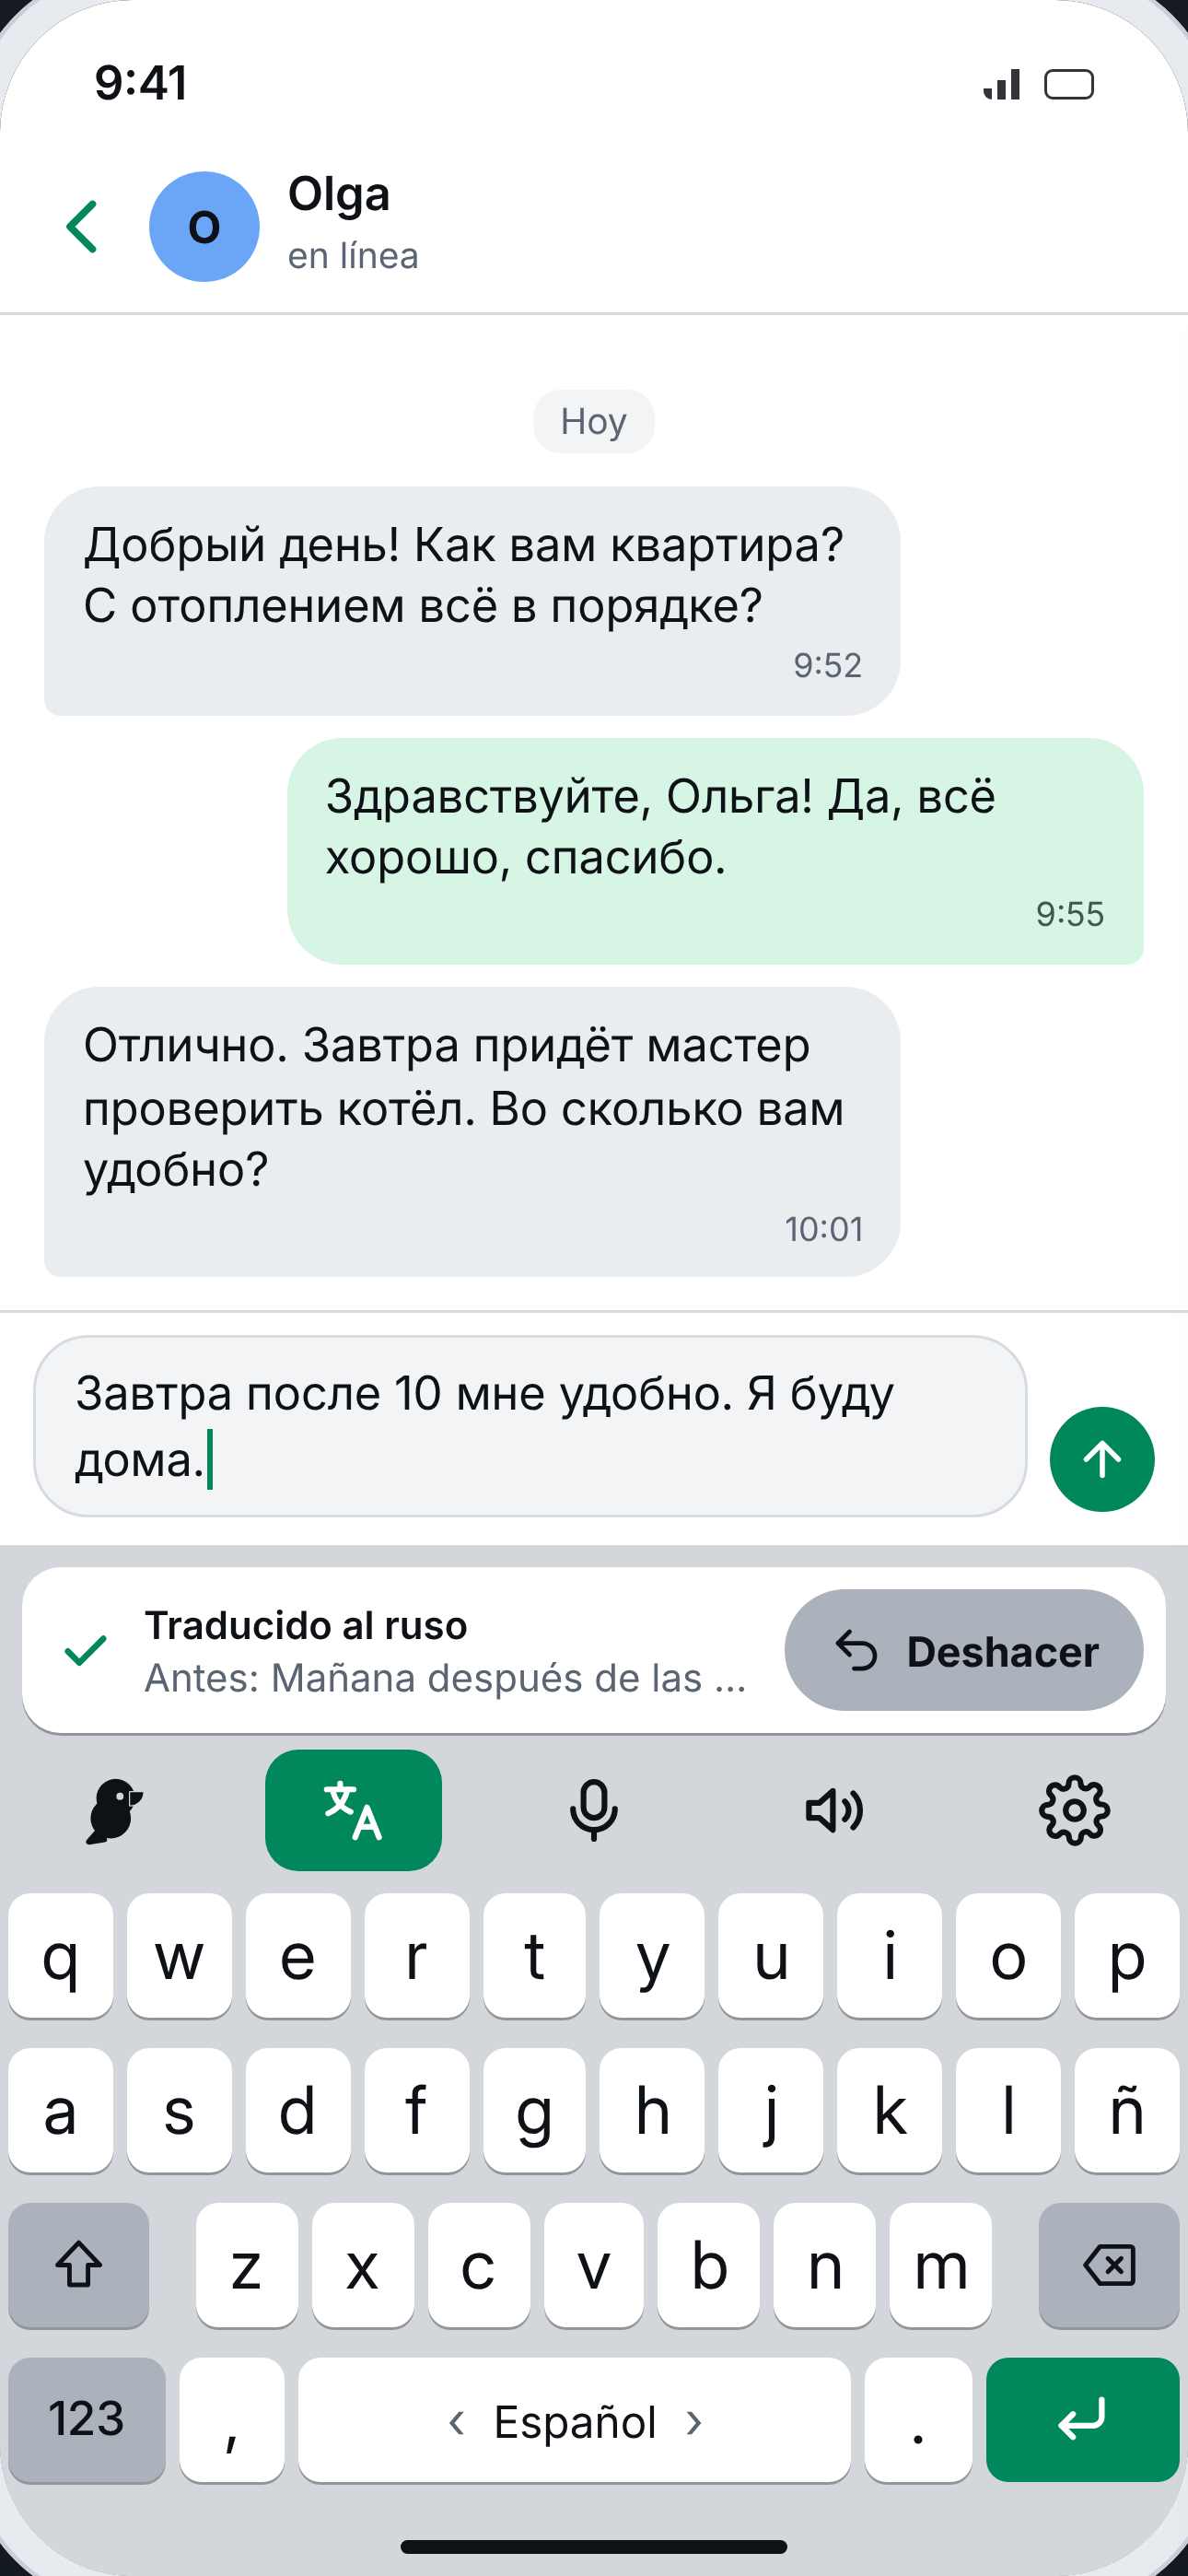 9:41
O
Olga
en línea
Hoy
Добрый день! Как вам квартира?
С отоплением всё в порядке?
9:52
Здравствуйте, Ольга! Да, всё
хорошо, спасибо.
9:55
Отлично. Завтра придёт мастер
проверить котёл. Во сколько вам
удобно?
10:01
Завтра после 10 мне удобно. Я буду
дома.
Traducido al ruso
Antes: Mañana después de las ...
Deshacer
文A
q w e r t y u i o p
a s d f g h j k l ñ
z x c v b n m
123 , ‹ Español › .